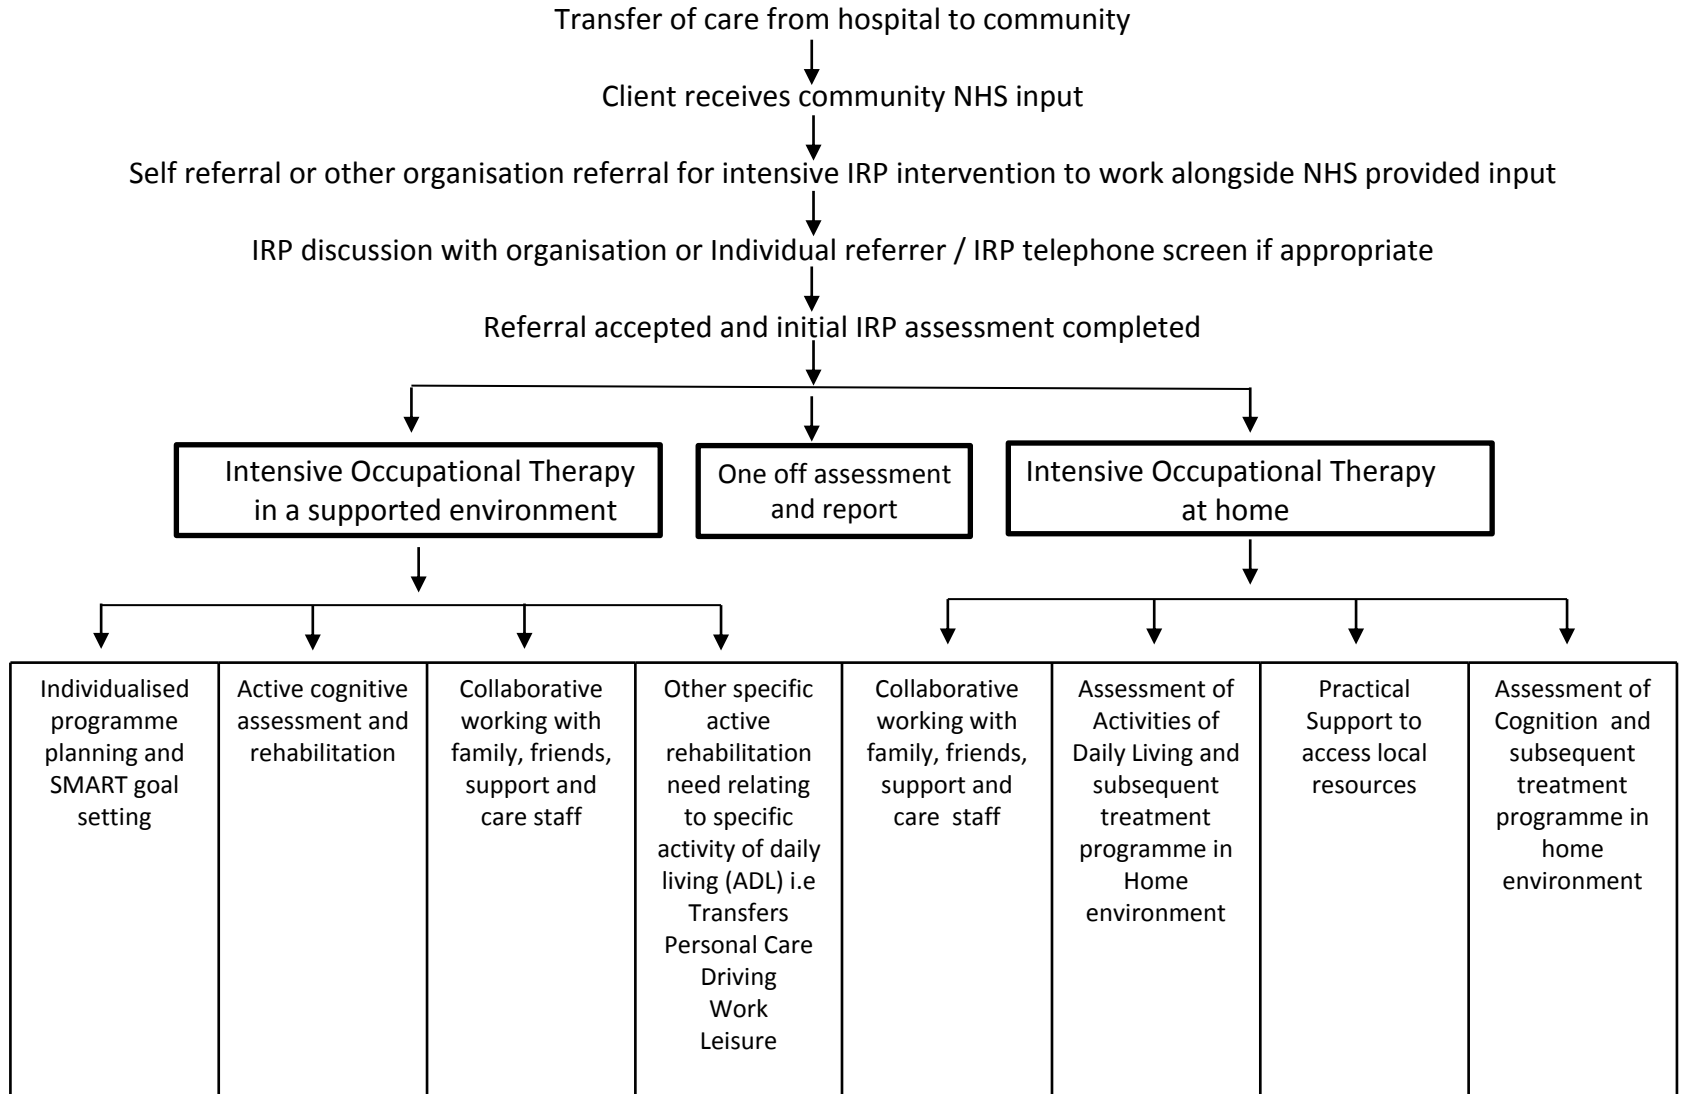 Transfer of care from hospital to community
Client receives community NHS input
Self referral or other organisation referral for intensive IRP intervention to work alongside NHS provided input
IRP discussion with organisation or Individual referrer / IRP telephone screen if appropriate
Referral accepted and initial IRP assessment completed
Intensive Occupational Therapy
in a supported environment
One off assessment
and report
Intensive Occupational Therapy
at home
Individualised
programme
planning and
SMART goal
setting
Active cognitive
assessment and
rehabilitation
Collaborative
working with
family, friends,
support and
care staff
Other specific
active
rehabilitation
need relating
to specific
activity of daily
living (ADL) i.e
Transfers
Personal Care
Driving
Work
Leisure
Collaborative
working with
family, friends,
support and
care staff
Assessment of
Activities of
Daily Living and
subsequent
treatment
programme in
Home
environment
Practical
Support to
access local
resources
Assessment of
Cognition and
subsequent
treatment
programme in
home
environment